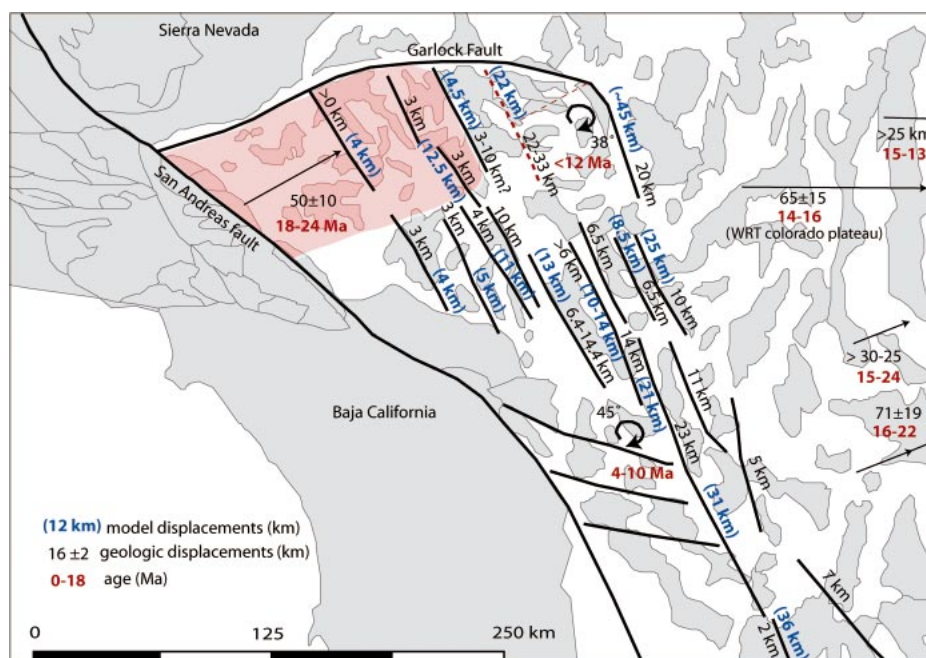 Sierra Nevada
Garlock Fault
San Andreas fault
>0 km
(4 km)
3 km
(12.5 km)
3 km
(4.5 km)
3-10 km?
(22 km)
22-33 km
38°
<12 Ma
(~45 km)
20 km
>25 km
15-13
50±10
18-24 Ma
65±15
14-16
(WRT colorado plateau)
3 km
(4 km)
3 km
(5 km)
4 km
10 km
(11 km)
(13 km)
6.4-14.4 km
>6 km
(10-14 km)
6.5 km
(8.5 km)
6.5 km
(25 km)
10 km
14 km
(21 km)
23 km
11 km
5 km
> 30-25
15-24
71±19
16-22
Baja California
45°
4-10 Ma
(31 km)
7 km
2 km
(36 km)
(12 km) model displacements (km)
16 ±2 geologic displacements (km)
0-18 age (Ma)
0 125 250 km